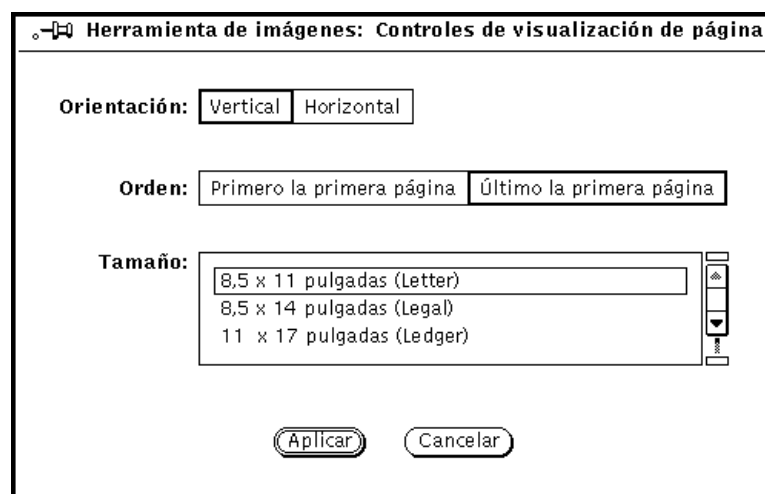 Herramienta de imágenes: Controles de visualización de página
Orientación: Vertical Horizontal
Orden: Primero la primera página Último la primera página
Tamaño:
8,5 x 11 pulgadas (Letter)
8,5 x 14 pulgadas (Legal)
11 x 17 pulgadas (Ledger)
Aplicar Cancelar